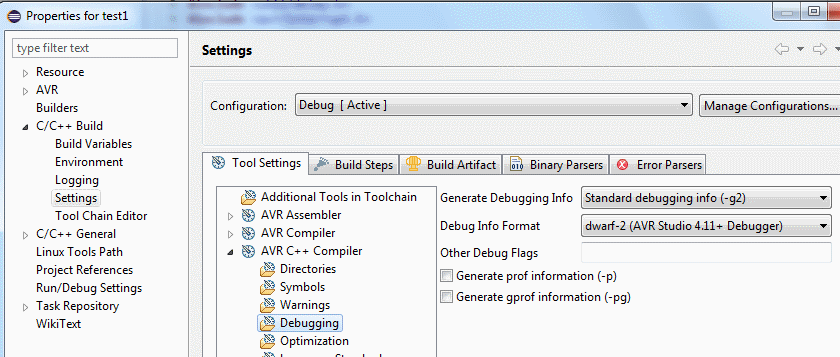 Properties for test1
type filter text
Resource
AVR
Builders
C/C++ Build
Build Variables
Environment
Logging
Settings
Tool Chain Editor
C/C++ General
Linux Tools Path
Project References
Run/Debug Settings
Task Repository
WikiText
Settings
Configuration: Debug [ Active ] Manage Configurations...
Tool Settings Build Steps Build Artifact Binary Parsers Error Parsers
Additional Tools in Toolchain
AVR Assembler
AVR Compiler
AVR C++ Compiler
Directories
Symbols
Warnings
Debugging
Optimization
Generate Debugging Info Standard debugging info (-g2)
Debug Info Format dwarf-2 (AVR Studio 4.11+ Debugger)
Other Debug Flags
Generate prof information (-p)
Generate gprof information (-pg)